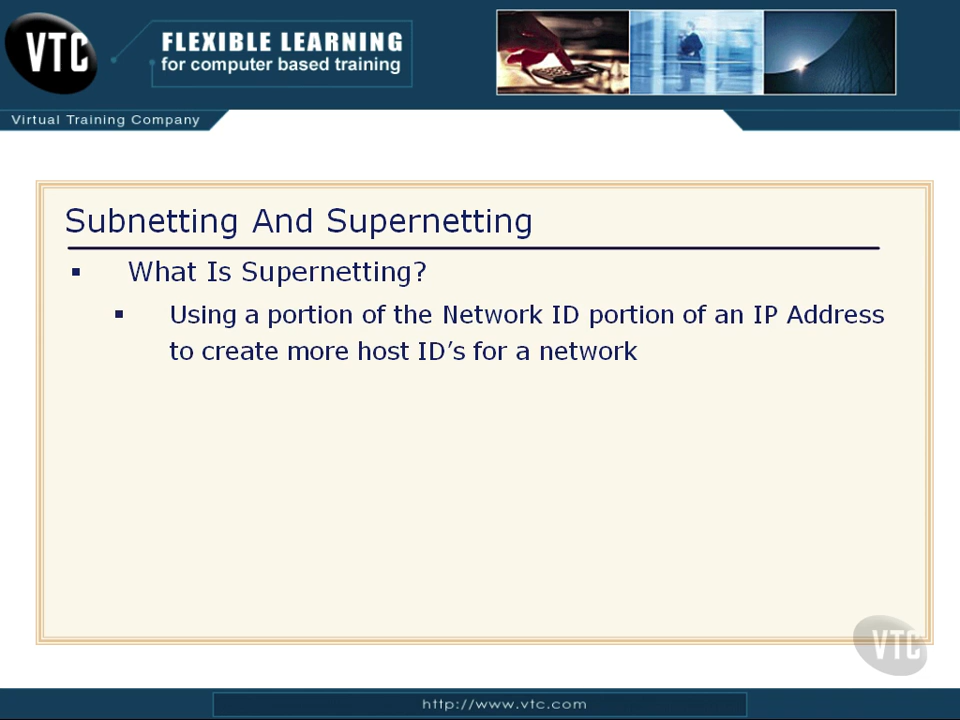 VTC
FLEXIBLE LEARNING
for computer based training
Virtual Training Company
Subnetting And Supernetting
▪ What Is Supernetting?
▪ Using a portion of the Network ID portion of an IP Address
to create more host ID's for a network
VTC
http://www.vtc.com